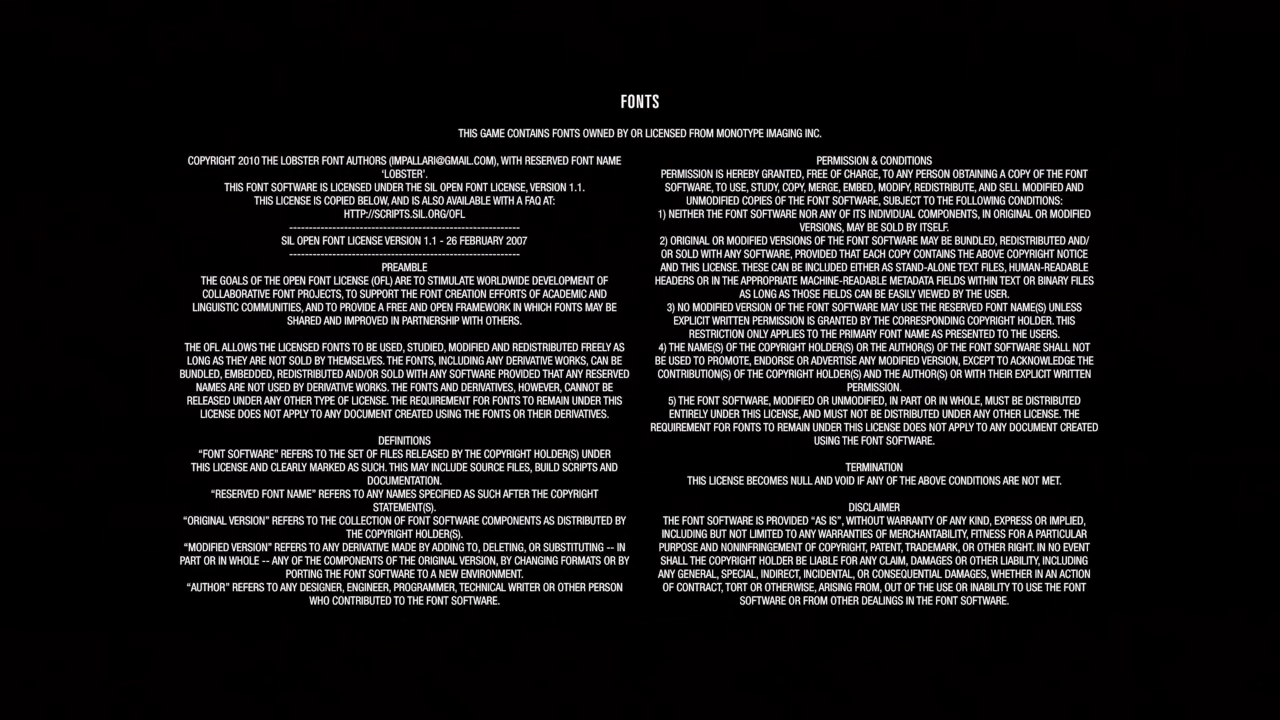 FONTS
THIS GAME CONTAINS FONTS OWNED BY OR LICENSED FROM MONOTYPE IMAGING INC.
COPYRIGHT 2010 THE LOBSTER FONT AUTHORS (IMPALLARI@GMAIL.COM), WITH RESERVED FONT NAME
‘LOBSTER’.
THIS FONT SOFTWARE IS LICENSED UNDER THE SIL OPEN FONT LICENSE, VERSION 1.1.
THIS LICENSE IS COPIED BELOW, AND IS ALSO AVAILABLE WITH A FAQ AT:
HTTP://SCRIPTS.SIL.ORG/OFL
-----------------------------------------------------------
SIL OPEN FONT LICENSE VERSION 1.1 - 26 FEBRUARY 2007
-----------------------------------------------------------
PREAMBLE
THE GOALS OF THE OPEN FONT LICENSE (OFL) ARE TO STIMULATE WORLDWIDE DEVELOPMENT OF
COLLABORATIVE FONT PROJECTS, TO SUPPORT THE FONT CREATION EFFORTS OF ACADEMIC AND
LINGUISTIC COMMUNITIES, AND TO PROVIDE A FREE AND OPEN FRAMEWORK IN WHICH FONTS MAY BE
SHARED AND IMPROVED IN PARTNERSHIP WITH OTHERS.
THE OFL ALLOWS THE LICENSED FONTS TO BE USED, STUDIED, MODIFIED AND REDISTRIBUTED FREELY AS
LONG AS THEY ARE NOT SOLD BY THEMSELVES. THE FONTS, INCLUDING ANY DERIVATIVE WORKS, CAN BE
BUNDLED, EMBEDDED, REDISTRIBUTED AND/OR SOLD WITH ANY SOFTWARE PROVIDED THAT ANY RESERVED
NAMES ARE NOT USED BY DERIVATIVE WORKS. THE FONTS AND DERIVATIVES, HOWEVER, CANNOT BE
RELEASED UNDER ANY OTHER TYPE OF LICENSE. THE REQUIREMENT FOR FONTS TO REMAIN UNDER THIS
LICENSE DOES NOT APPLY TO ANY DOCUMENT CREATED USING THE FONTS OR THEIR DERIVATIVES.
DEFINITIONS
“FONT SOFTWARE” REFERS TO THE SET OF FILES RELEASED BY THE COPYRIGHT HOLDER(S) UNDER
THIS LICENSE AND CLEARLY MARKED AS SUCH. THIS MAY INCLUDE SOURCE FILES, BUILD SCRIPTS AND
DOCUMENTATION.
“RESERVED FONT NAME” REFERS TO ANY NAMES SPECIFIED AS SUCH AFTER THE COPYRIGHT
STATEMENT(S).
“ORIGINAL VERSION” REFERS TO THE COLLECTION OF FONT SOFTWARE COMPONENTS AS DISTRIBUTED BY
THE COPYRIGHT HOLDER(S).
“MODIFIED VERSION” REFERS TO ANY DERIVATIVE MADE BY ADDING TO, DELETING, OR SUBSTITUTING -- IN
PART OR IN WHOLE -- ANY OF THE COMPONENTS OF THE ORIGINAL VERSION, BY CHANGING FORMATS OR BY
PORTING THE FONT SOFTWARE TO A NEW ENVIRONMENT.
“AUTHOR” REFERS TO ANY DESIGNER, ENGINEER, PROGRAMMER, TECHNICAL WRITER OR OTHER PERSON
WHO CONTRIBUTED TO THE FONT SOFTWARE.
PERMISSION & CONDITIONS
PERMISSION IS HEREBY GRANTED, FREE OF CHARGE, TO ANY PERSON OBTAINING A COPY OF THE FONT
SOFTWARE, TO USE, STUDY, COPY, MERGE, EMBED, MODIFY, REDISTRIBUTE, AND SELL MODIFIED AND
UNMODIFIED COPIES OF THE FONT SOFTWARE, SUBJECT TO THE FOLLOWING CONDITIONS:
1) NEITHER THE FONT SOFTWARE NOR ANY OF ITS INDIVIDUAL COMPONENTS, IN ORIGINAL OR MODIFIED
VERSIONS, MAY BE SOLD BY ITSELF.
2) ORIGINAL OR MODIFIED VERSIONS OF THE FONT SOFTWARE MAY BE BUNDLED, REDISTRIBUTED AND/
OR SOLD WITH ANY SOFTWARE, PROVIDED THAT EACH COPY CONTAINS THE ABOVE COPYRIGHT NOTICE
AND THIS LICENSE. THESE CAN BE INCLUDED EITHER AS STAND-ALONE TEXT FILES, HUMAN-READABLE
HEADERS OR IN THE APPROPRIATE MACHINE-READABLE METADATA FIELDS WITHIN TEXT OR BINARY FILES
AS LONG AS THOSE FIELDS CAN BE EASILY VIEWED BY THE USER.
3) NO MODIFIED VERSION OF THE FONT SOFTWARE MAY USE THE RESERVED FONT NAME(S) UNLESS
EXPLICIT WRITTEN PERMISSION IS GRANTED BY THE CORRESPONDING COPYRIGHT HOLDER. THIS
RESTRICTION ONLY APPLIES TO THE PRIMARY FONT NAME AS PRESENTED TO THE USERS.
4) THE NAME(S) OF THE COPYRIGHT HOLDER(S) OR THE AUTHOR(S) OF THE FONT SOFTWARE SHALL NOT
BE USED TO PROMOTE, ENDORSE OR ADVERTISE ANY MODIFIED VERSION, EXCEPT TO ACKNOWLEDGE THE
CONTRIBUTION(S) OF THE COPYRIGHT HOLDER(S) AND THE AUTHOR(S) OR WITH THEIR EXPLICIT WRITTEN
PERMISSION.
5) THE FONT SOFTWARE, MODIFIED OR UNMODIFIED, IN PART OR IN WHOLE, MUST BE DISTRIBUTED
ENTIRELY UNDER THIS LICENSE, AND MUST NOT BE DISTRIBUTED UNDER ANY OTHER LICENSE. THE
REQUIREMENT FOR FONTS TO REMAIN UNDER THIS LICENSE DOES NOT APPLY TO ANY DOCUMENT CREATED
USING THE FONT SOFTWARE.
TERMINATION
THIS LICENSE BECOMES NULL AND VOID IF ANY OF THE ABOVE CONDITIONS ARE NOT MET.
DISCLAIMER
THE FONT SOFTWARE IS PROVIDED “AS IS”, WITHOUT WARRANTY OF ANY KIND, EXPRESS OR IMPLIED,
INCLUDING BUT NOT LIMITED TO ANY WARRANTIES OF MERCHANTABILITY, FITNESS FOR A PARTICULAR
PURPOSE AND NONINFRINGEMENT OF COPYRIGHT, PATENT, TRADEMARK, OR OTHER RIGHT. IN NO EVENT
SHALL THE COPYRIGHT HOLDER BE LIABLE FOR ANY CLAIM, DAMAGES OR OTHER LIABILITY, INCLUDING
ANY GENERAL, SPECIAL, INDIRECT, INCIDENTAL, OR CONSEQUENTIAL DAMAGES, WHETHER IN AN ACTION
OF CONTRACT, TORT OR OTHERWISE, ARISING FROM, OUT OF THE USE OR INABILITY TO USE THE FONT
SOFTWARE OR FROM OTHER DEALINGS IN THE FONT SOFTWARE.